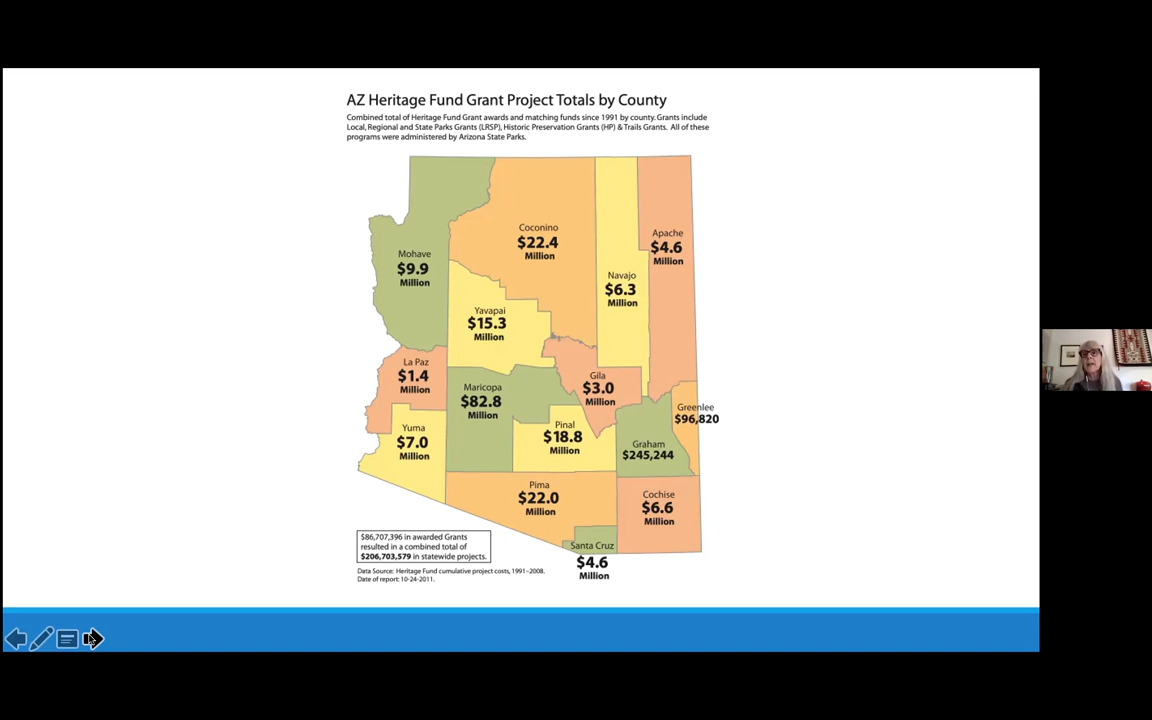 AZ Heritage Fund Grant Project Totals by County
Combined total of Heritage Fund Grant awards and matching funds since 1991 by county. Grants include
Local, Regional and State Parks Grants (LRSP), Historic Preservation Grants (HP) & Trails Grants. All of these
programs were administered by Arizona State Parks.
Coconino
$22.4
Million
Apache
$4.6
Million
Mohave
$9.9
Million
Navajo
$6.3
Million
Yavapai
$15.3
Million
La Paz
$1.4
Million
Gila
$3.0
Million
Maricopa
$82.8
Million
Greenlee
$96,820
Yuma
$7.0
Million
Pinal
$18.8
Million
Graham
$245,244
Pima
$22.0
Million
Cochise
$6.6
Million
Santa Cruz
$4.6
Million
$86,707,396 in awarded Grants
resulted in a combined total of
$206,703,579 in statewide projects.
Data Source: Heritage Fund cumulative project costs, 1991–2008.
Date of report: 10-24-2011.